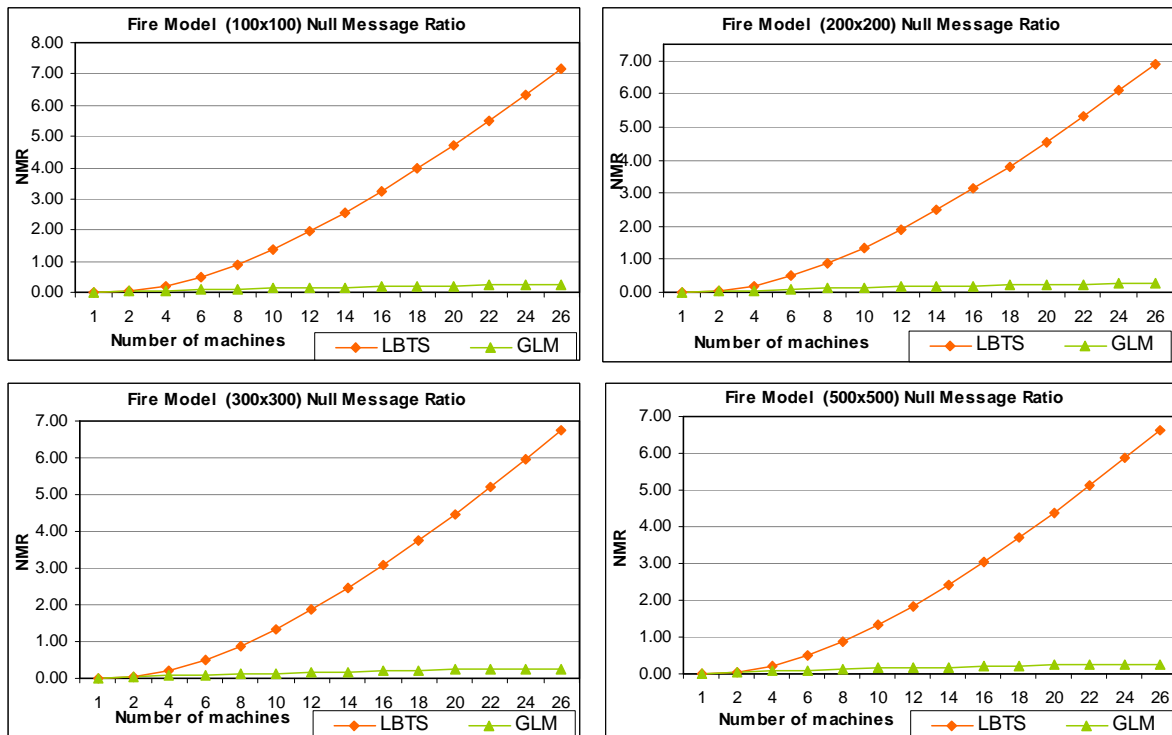 Fire Model (100x100) Null Message Ratio
8.00
7.00
6.00
5.00
4.00
3.00
2.00
1.00
0.00
NMR
1 2 4 6 8 10 12 14 16 18 20 22 24 26
Number of machines
LBTS GLM
Fire Model (200x200) Null Message Ratio
7.00
6.00
5.00
4.00
3.00
2.00
1.00
0.00
NMR
1 2 4 6 8 10 12 14 16 18 20 22 24 26
Number of machines
LBTS GLM
Fire Model (300x300) Null Message Ratio
7.00
6.00
5.00
4.00
3.00
2.00
1.00
0.00
NMR
1 2 4 6 8 10 12 14 16 18 20 22 24 26
Number of machines
LBTS GLM
Fire Model (500x500) Null Message Ratio
7.00
6.00
5.00
4.00
3.00
2.00
1.00
0.00
NMR
1 2 4 6 8 10 12 14 16 18 20 22 24 26
Number of machines
LBTS GLM